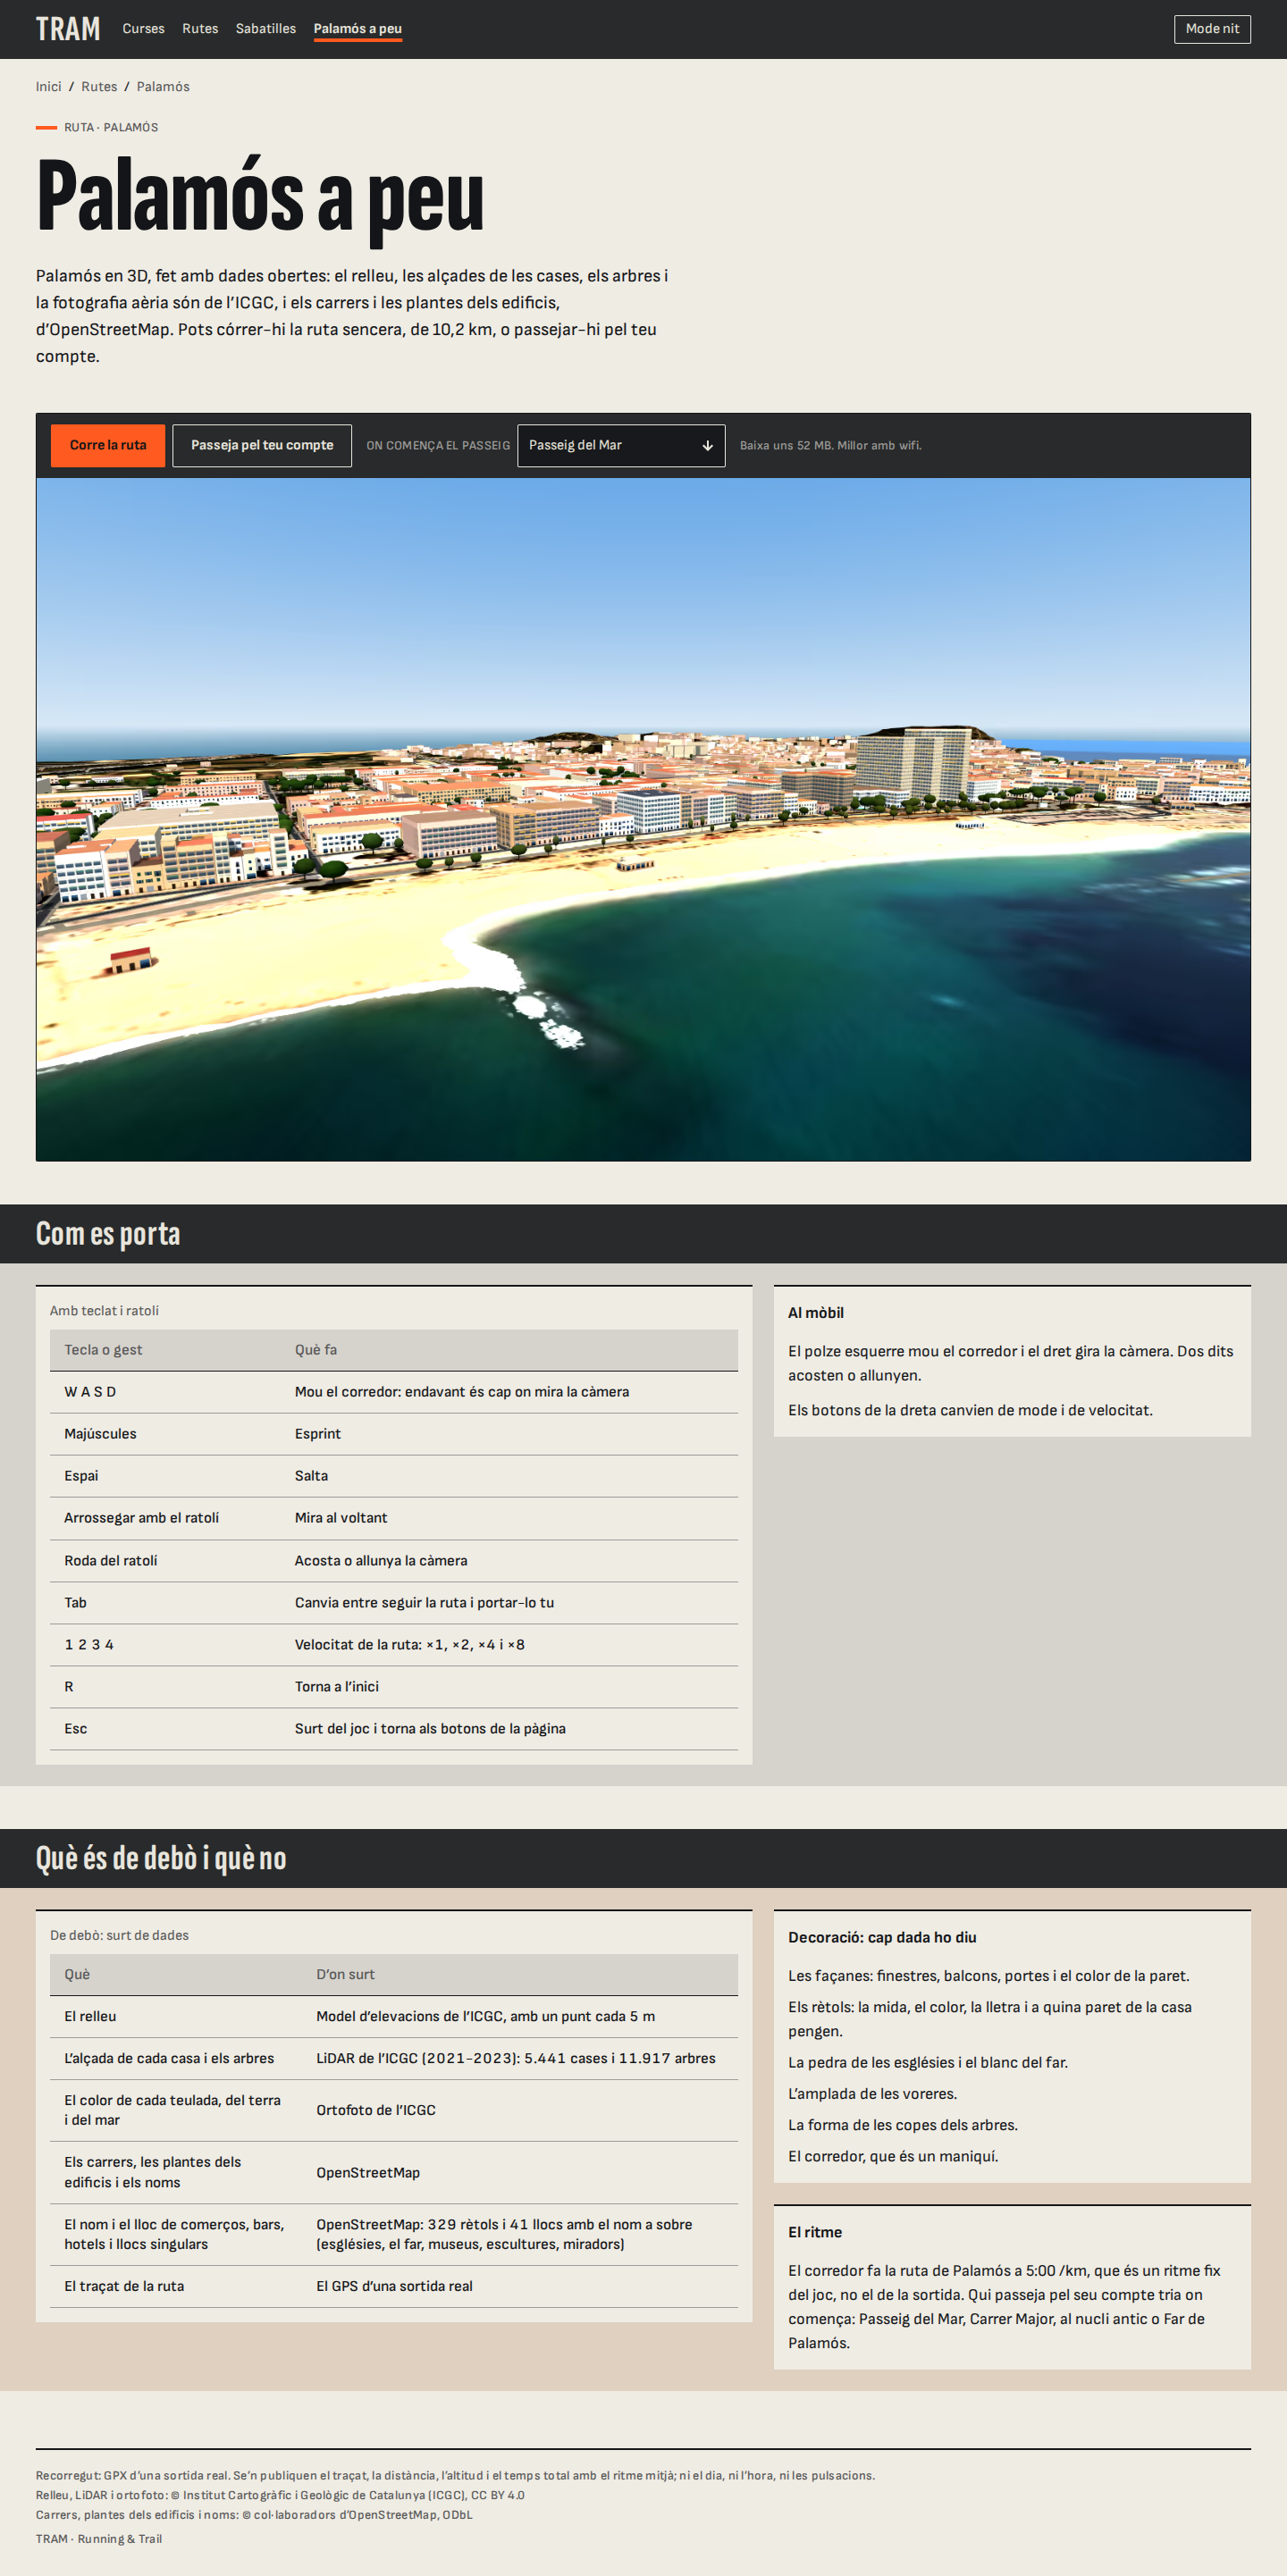 TRAM Curses Rutes Sabatilles Palamós a peu Mode nit
Inici / Rutes / Palamós
RUTA · PALAMÓS
Palamós a peu
Palamós en 3D, fet amb dades obertes: el relleu, les alçades de les cases, els arbres i
la fotografia aèria són de l’ICGC, i els carrers i les plantes dels edificis,
d’OpenStreetMap. Pots córrer-hi la ruta sencera, de 10,2 km, o passejar-hi pel teu
compte.
Corre la ruta Passeja pel teu compte ON COMENÇA EL PASSEIG Passeig del Mar Baixa uns 52 MB. Millor amb wifi.
Com es porta
Amb teclat i ratolí
Tecla o gest Què fa
W A S D Mou el corredor: endavant és cap on mira la càmera
Majúscules Esprint
Espai Salta
Arrossegar amb el ratolí Mira al voltant
Roda del ratolí Acosta o allunya la càmera
Tab Canvia entre seguir la ruta i portar-lo tu
1 2 3 4 Velocitat de la ruta: ×1, ×2, ×4 i ×8
R Torna a l’inici
Esc Surt del joc i torna als botons de la pàgina
Al mòbil
El polze esquerre mou el corredor i el dret gira la càmera. Dos dits
acosten o allunyen.
Els botons de la dreta canvien de mode i de velocitat.
Què és de debò i què no
De debò: surt de dades
Què D’on surt
El relleu Model d’elevacions de l’ICGC, amb un punt cada 5 m
L’alçada de cada casa i els arbres LiDAR de l’ICGC (2021-2023): 5.441 cases i 11.917 arbres
El color de cada teulada, del terra
i del mar
Ortofoto de l’ICGC
Els carrers, les plantes dels
edificis i els noms
OpenStreetMap
El nom i el lloc de comerços, bars,
hotels i llocs singulars
OpenStreetMap: 329 rètols i 41 llocs amb el nom a sobre
(esglésies, el far, museus, escultures, miradors)
El traçat de la ruta El GPS d’una sortida real
Decoració: cap dada ho diu
Les façanes: finestres, balcons, portes i el color de la paret.
Els rètols: la mida, el color, la lletra i a quina paret de la casa
pengen.
La pedra de les esglésies i el blanc del far.
L’amplada de les voreres.
La forma de les copes dels arbres.
El corredor, que és un maniquí.
El ritme
El corredor fa la ruta de Palamós a 5:00 /km, que és un ritme fix
del joc, no el de la sortida. Qui passeja pel seu compte tria on
comença: Passeig del Mar, Carrer Major, al nucli antic o Far de
Palamós.
Recorregut: GPX d’una sortida real. Se’n publiquen el traçat, la distància, l’altitud i el temps total amb el ritme mitjà; ni el dia, ni l’hora, ni les pulsacions.
Relleu, LiDAR i ortofoto: © Institut Cartogràfic i Geològic de Catalunya (ICGC), CC BY 4.0
Carrers, plantes dels edificis i noms: © col·laboradors d’OpenStreetMap, ODbL
TRAM · Running & Trail